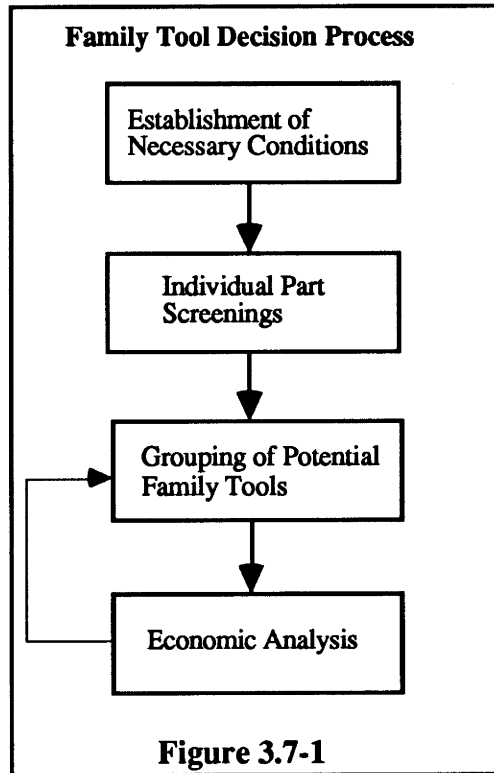 Family Tool Decision Process
Establishment of
Necessary Conditions
Individual Part
Screenings
Grouping of Potential
Family Tools
Economic Analysis
Figure 3.7-1